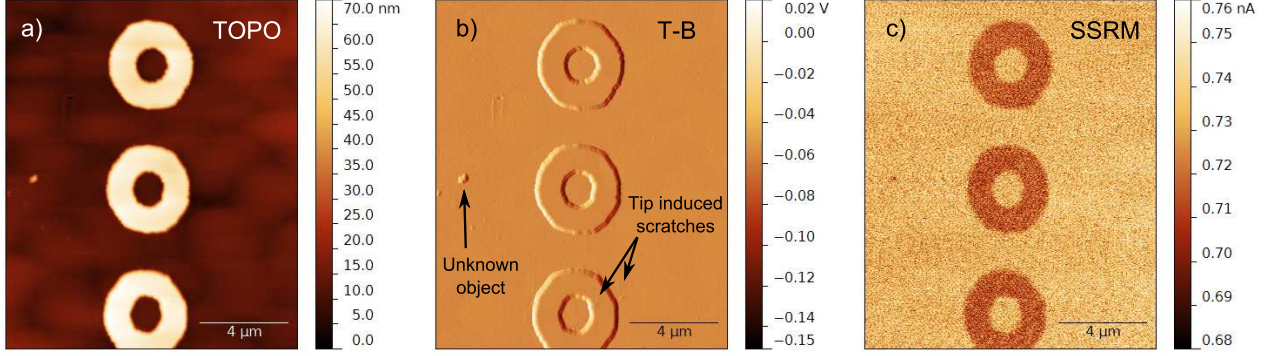 a) TOPO
70.0 nm
60.0
50.0
45.0
40.0
35.0
30.0
25.0
20.0
15.0
10.0
5.0
0.0
4 μm
b) T-B
Unknown
object
Tip induced
scratches
4 μm
0.02 V
0.00
−0.02
−0.04
−0.06
−0.08
−0.10
−0.12
−0.14
−0.15
c) SSRM
4 μm
0.76 nA
0.75
0.74
0.73
0.72
0.71
0.70
0.69
0.68